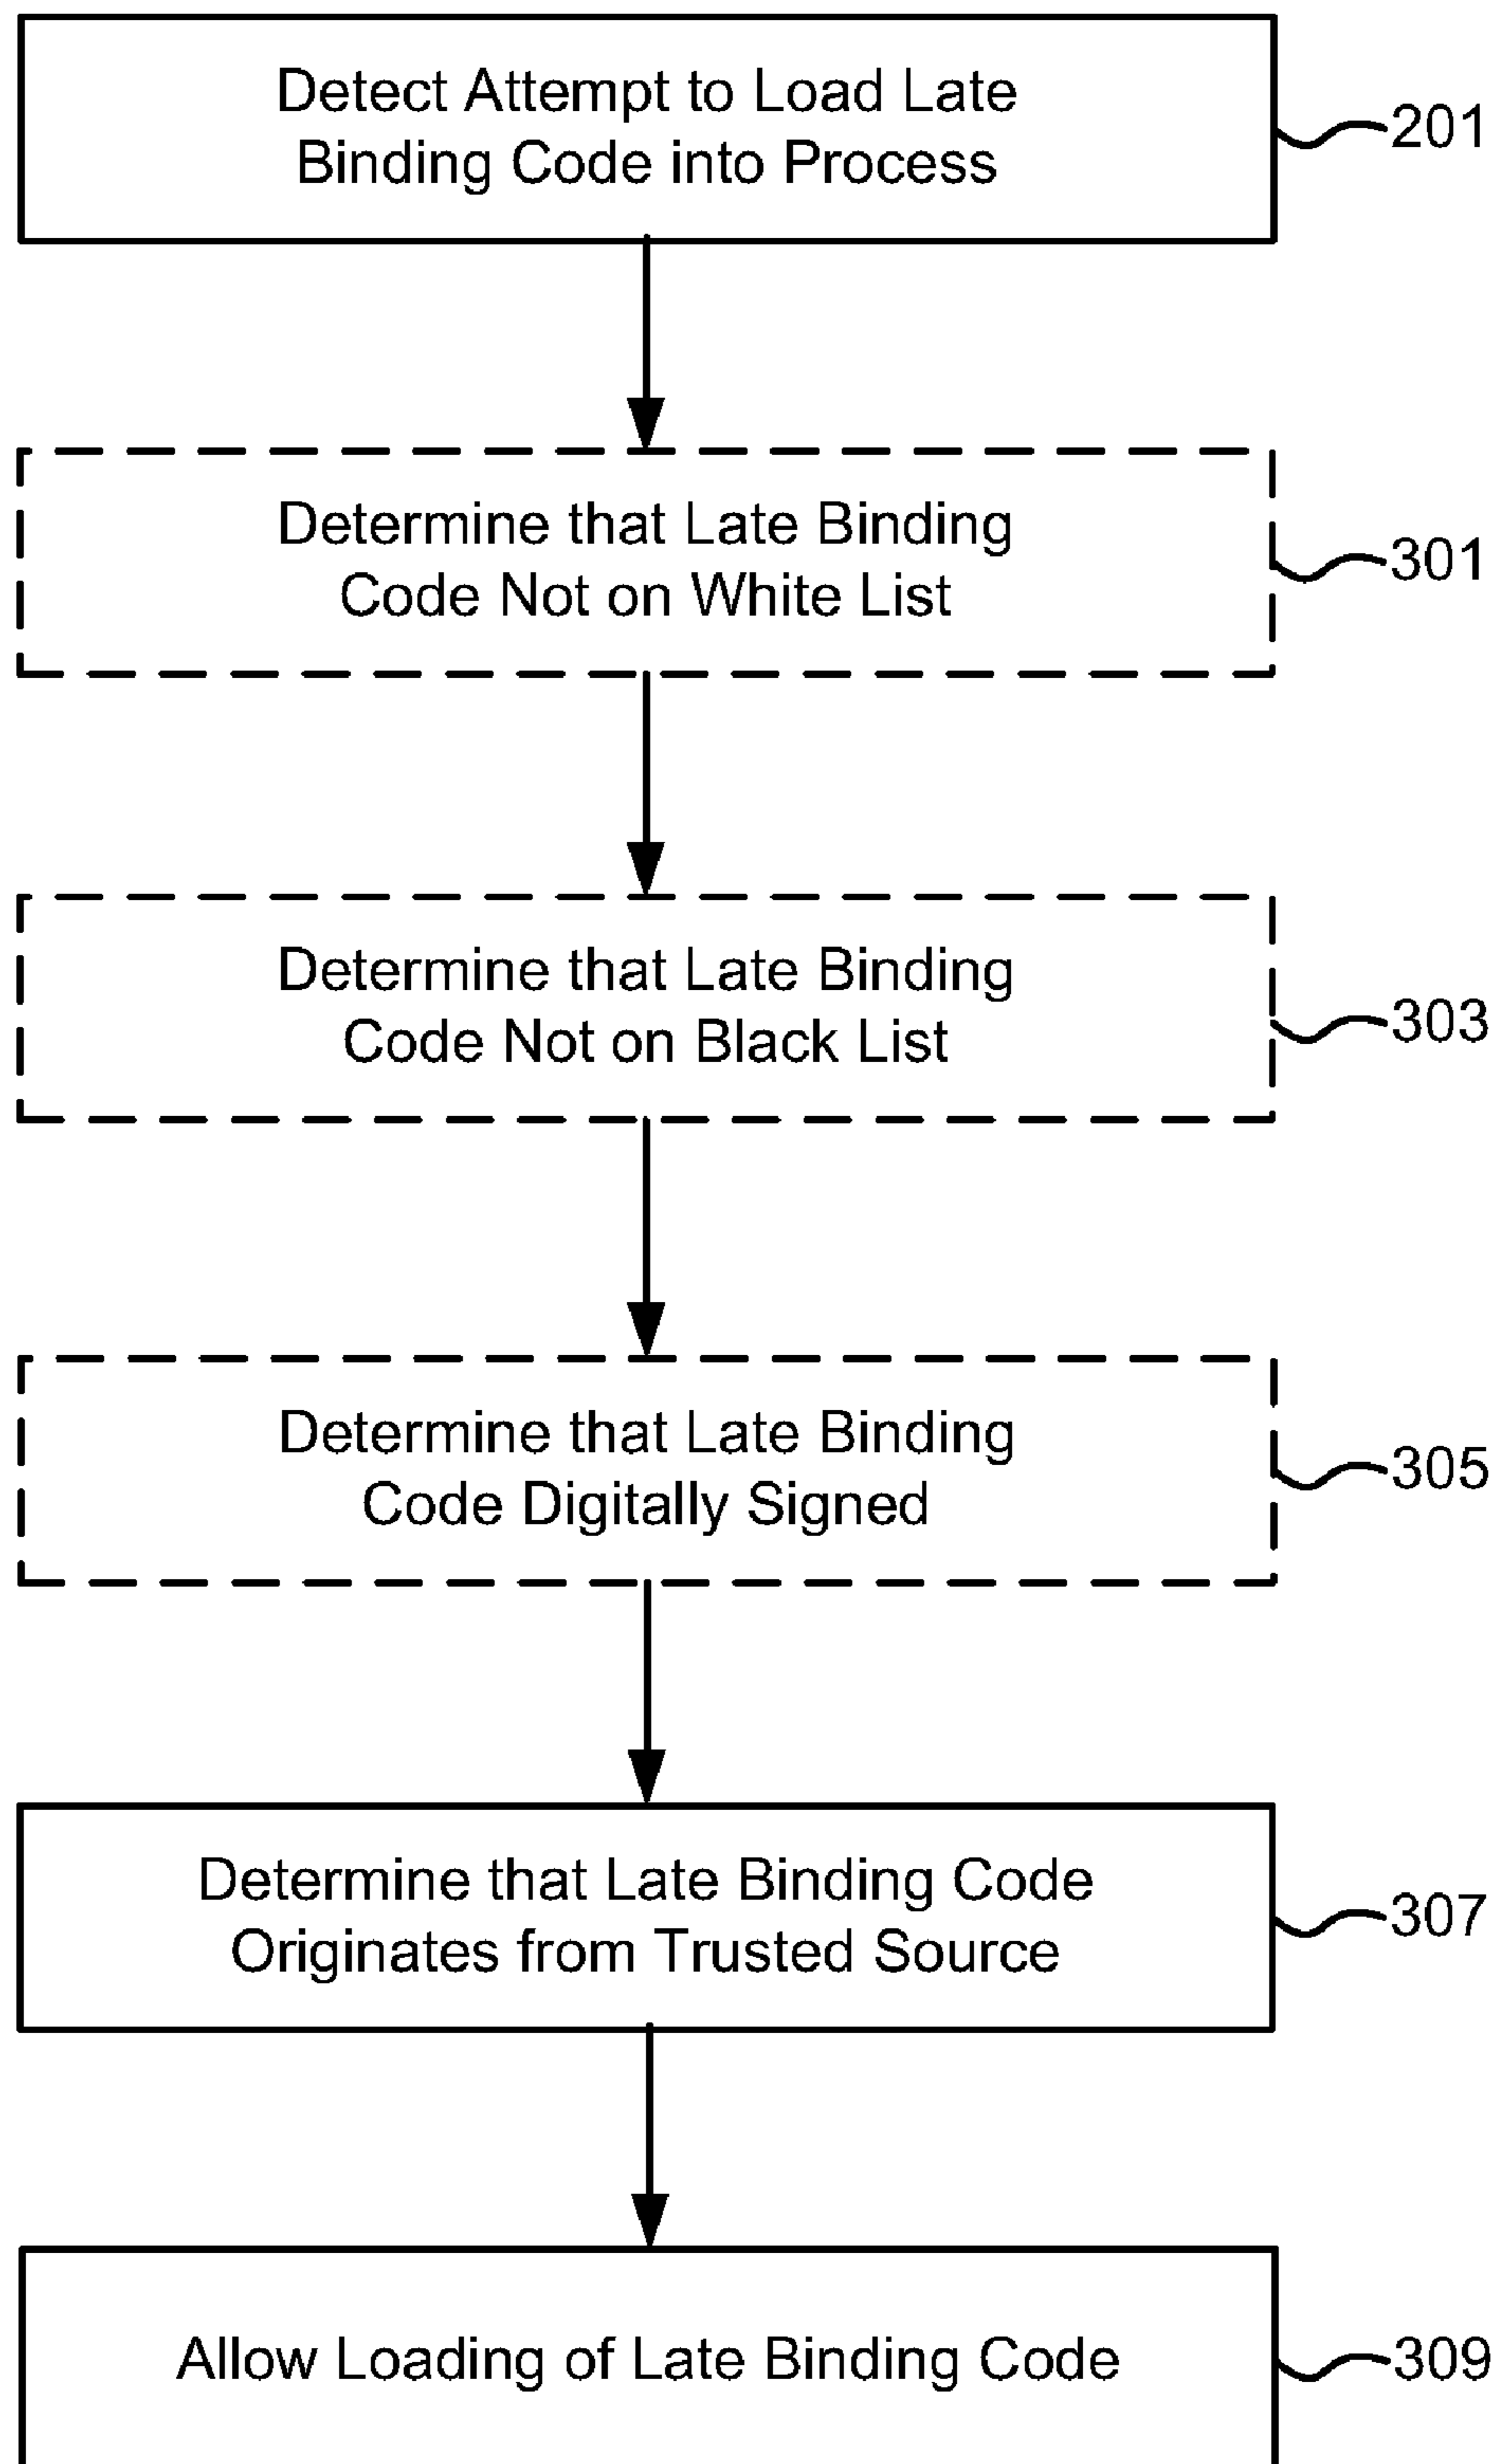 Detect Attempt to Load Late
Binding Code into Process
201
Determine that Late Binding
Code Not on White List
301
Determine that Late Binding
Code Not on Black List
303
Determine that Late Binding
Code Digitally Signed
305
Determine that Late Binding Code
Originates from Trusted Source
307
Allow Loading of Late Binding Code
309